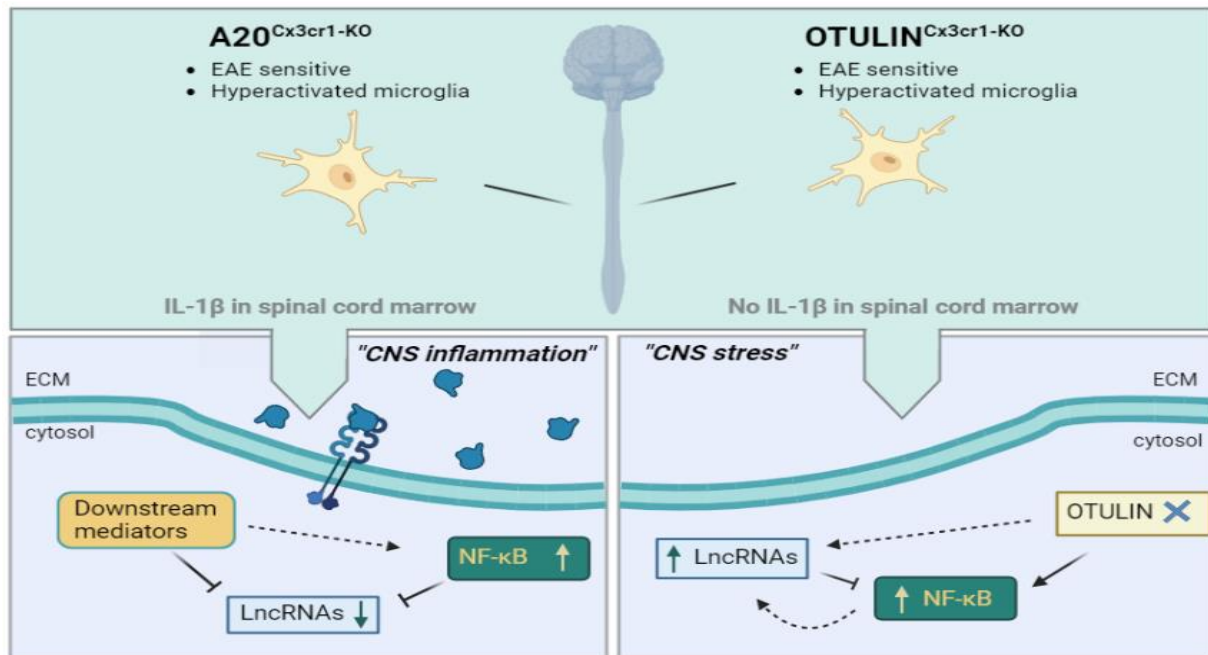 A20Cx3cr1-KO
• EAE sensitive
• Hyperactivated microglia
OTULINCx3cr1-KO
• EAE sensitive
• Hyperactivated microglia
IL-1β in spinal cord marrow
No IL-1β in spinal cord marrow
"CNS inflammation"
ECM
cytosol
Downstream
mediators
NF-κB ↑
LncRNAs ↓
"CNS stress"
ECM
cytosol
OTULIN
↑ LncRNAs
↑ NF-κB